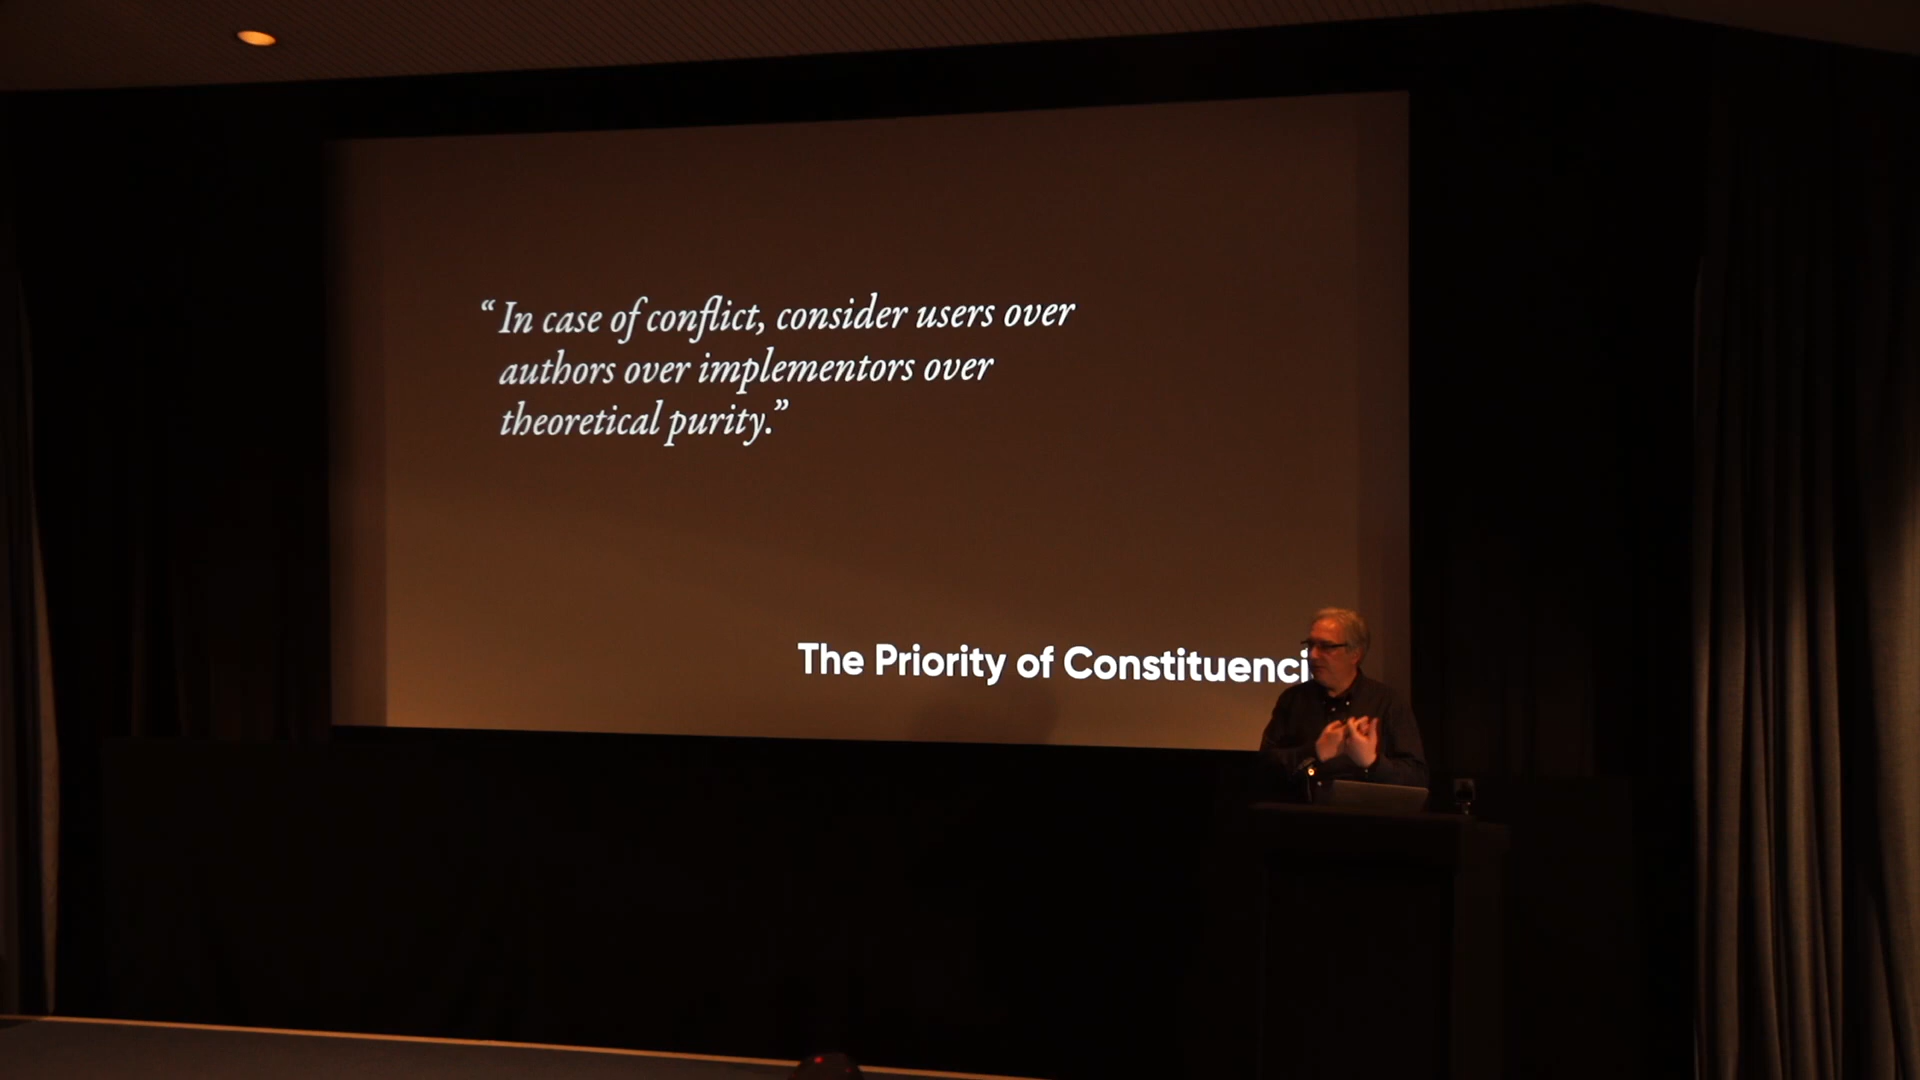 “ In case of conflict, consider users over
authors over implementors over
theoretical purity.”
The Priority of Constituenci